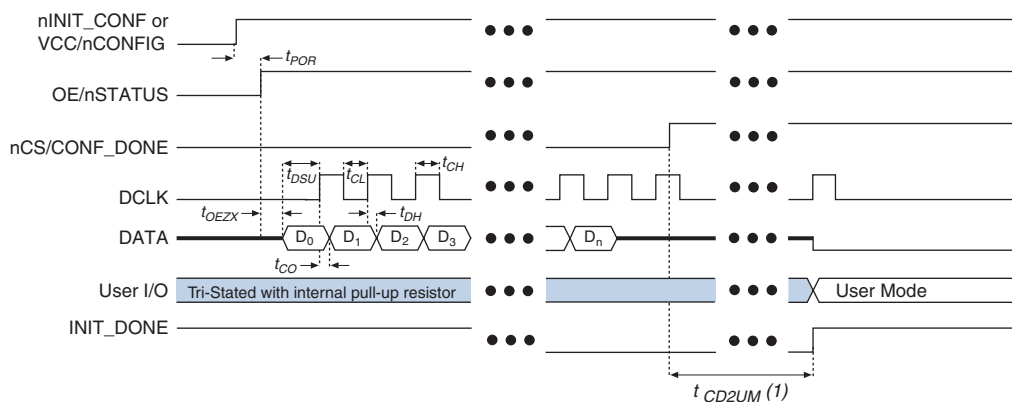 nINIT_CONF or
VCC/nCONFIG
tPOR
OE/nSTATUS
nCS/CONF_DONE
tDSU
tCL
tCH
DCLK
tOEZX
tDH
DATA
D0
D1
D2
D3
Dn
tCO
User I/O
Tri-Stated with internal pull-up resistor
User Mode
INIT_DONE
t CD2UM (1)